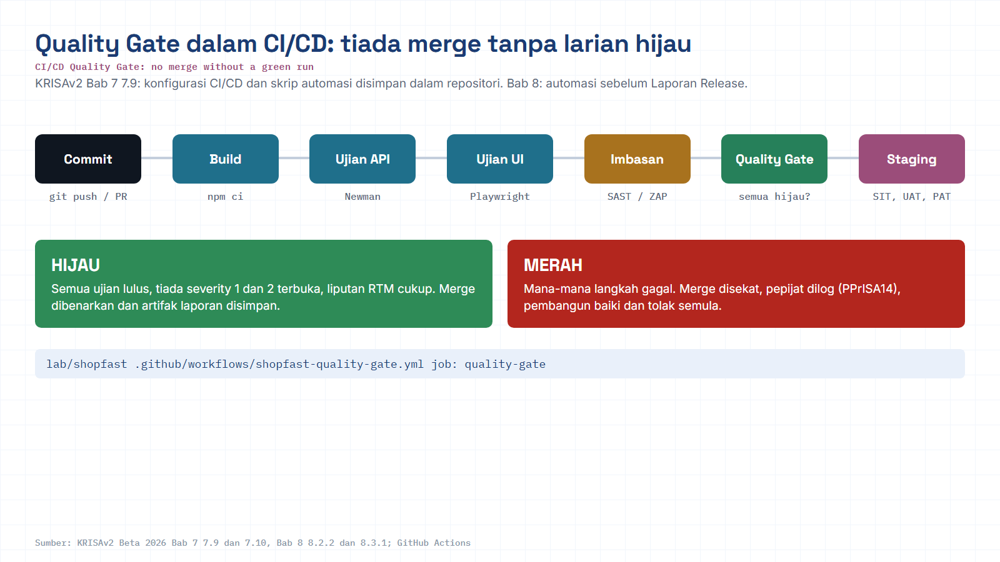 Quality Gate dalam CI/CD: tiada merge tanpa larian hijau
CI/CD Quality Gate: no merge without a green run
KRISAv2 Bab 7 7.9: konfigurasi CI/CD dan skrip automasi disimpan dalam repositori. Bab 8: automasi sebelum Laporan Release.
Commit
Build
Ujian API
Ujian UI
Imbasan
Quality Gate
Staging
git push / PR
npm ci
Newman
Playwright
SAST / ZAP
semua hijau?
SIT, UAT, PAT
HIJAU
Semua ujian lulus, tiada severity 1 dan 2 terbuka, liputan RTM cukup. Merge
dibenarkan dan artifak laporan disimpan.
MERAH
Mana-mana langkah gagal. Merge disekat, pepijat dilog (PPrISA14),
pembangun baiki dan tolak semula.
lab/shopfast .github/workflows/shopfast-quality-gate.yml job: quality-gate
Sumber: KRISAv2 Beta 2026 Bab 7 7.9 dan 7.10, Bab 8 8.2.2 dan 8.3.1; GitHub Actions